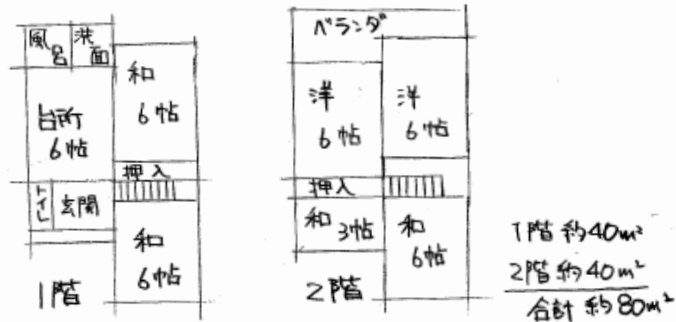 風呂
洗面
台所
6帖
トイレ
玄関
和
6帖
押入
和
6帖
1階
ベランダ
洋
6帖
洋
6帖
押入
和 3帖
和
6帖
2階
1階 約40m²
2階 約40m²
合計 約80m²